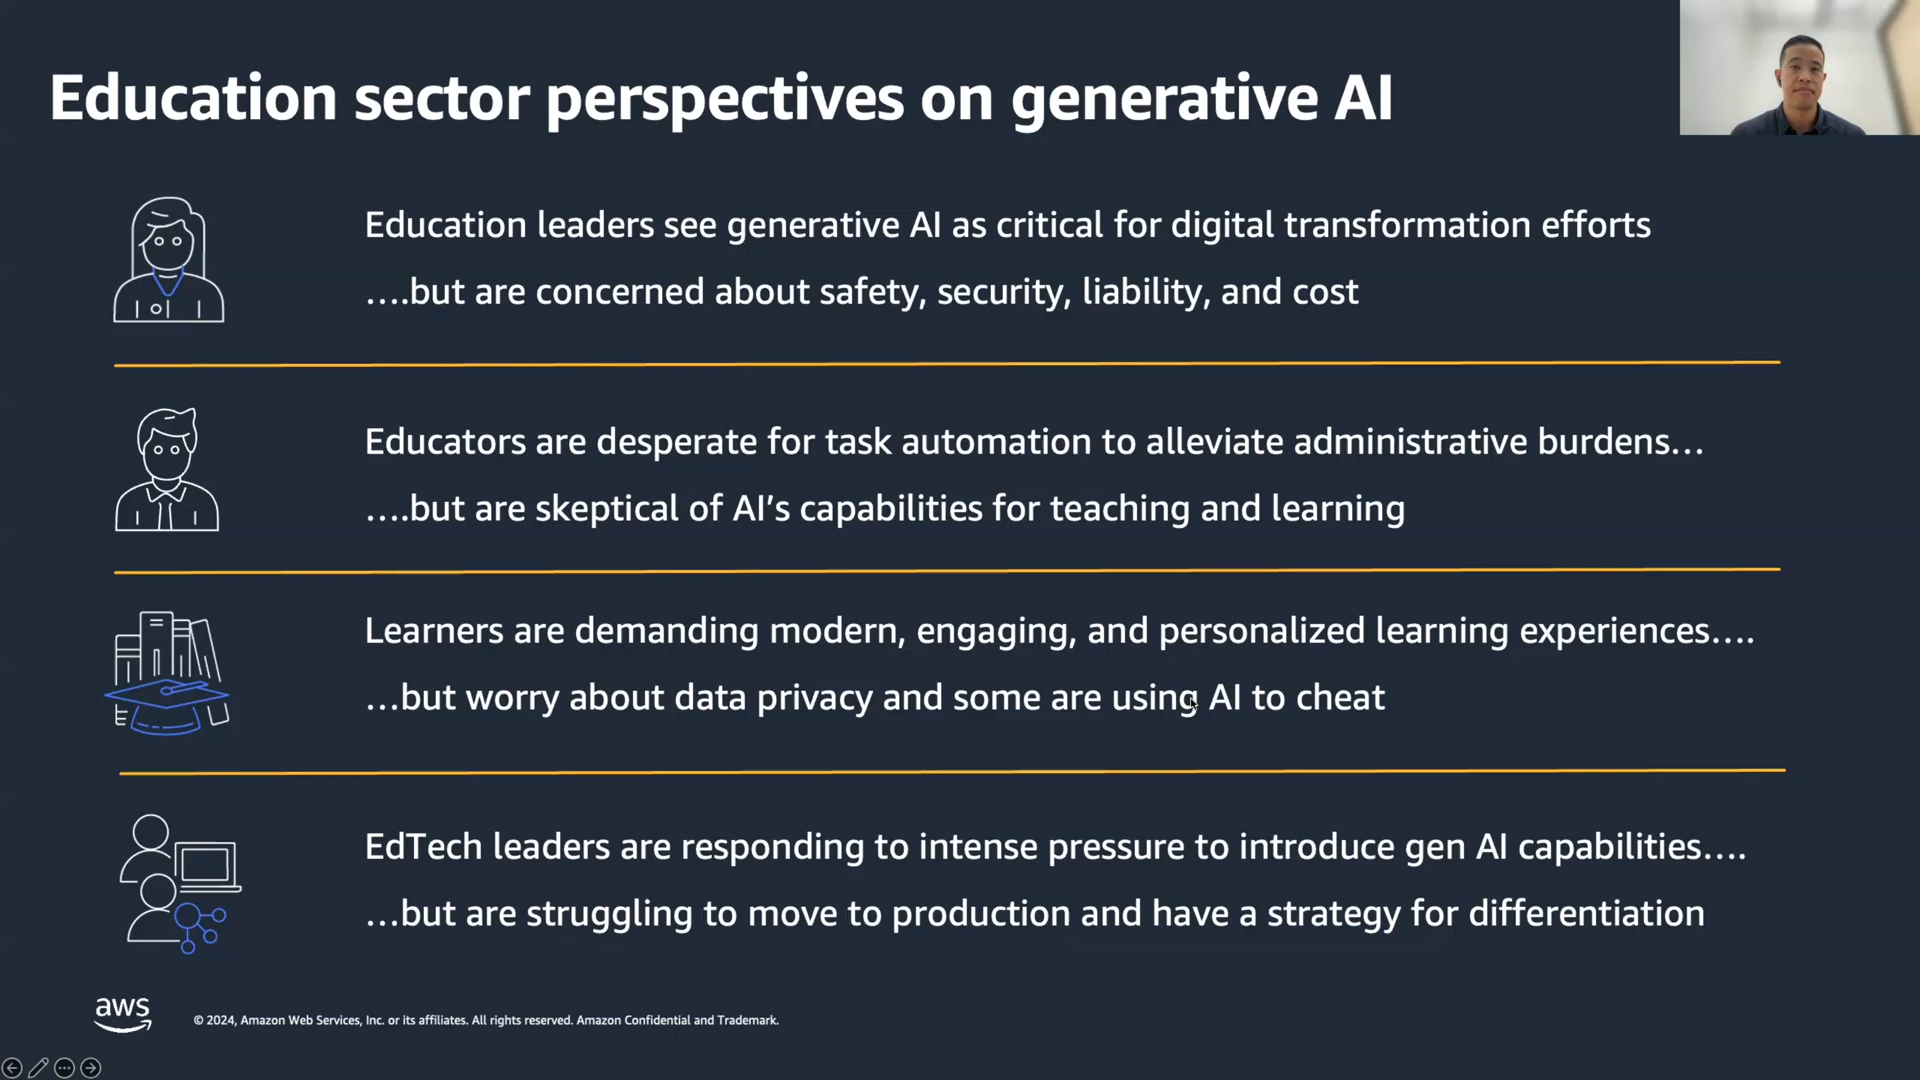 Education sector perspectives on generative AI
Education leaders see generative AI as critical for digital transformation efforts
....but are concerned about safety, security, liability, and cost
Educators are desperate for task automation to alleviate administrative burdens...
....but are skeptical of AI’s capabilities for teaching and learning
Learners are demanding modern, engaging, and personalized learning experiences....
...but worry about data privacy and some are using AI to cheat
EdTech leaders are responding to intense pressure to introduce gen AI capabilities....
...but are struggling to move to production and have a strategy for differentiation
aws
© 2024, Amazon Web Services, Inc. or its affiliates. All rights reserved. Amazon Confidential and Trademark.